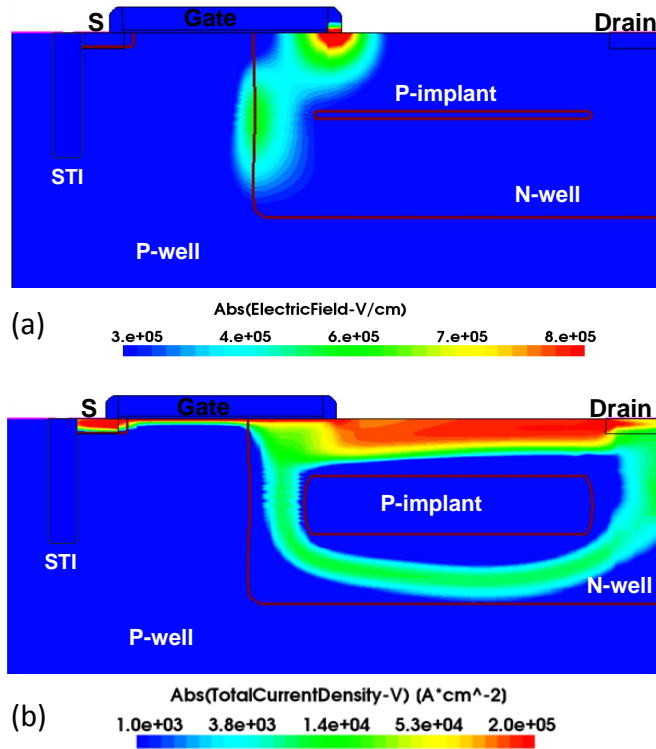 S Gate Drain
P-implant
STI
N-well
P-well
(a)
Abs(ElectricField-V/cm)
3.e+05 4.e+05 6.e+05 7.e+05 8.e+05
S Gate Drain
P-implant
STI
N-well
P-well
(b)
Abs(TotalCurrentDensity-V) [A*cm^-2]
1.0e+03 3.8e+03 1.4e+04 5.3e+04 2.0e+05